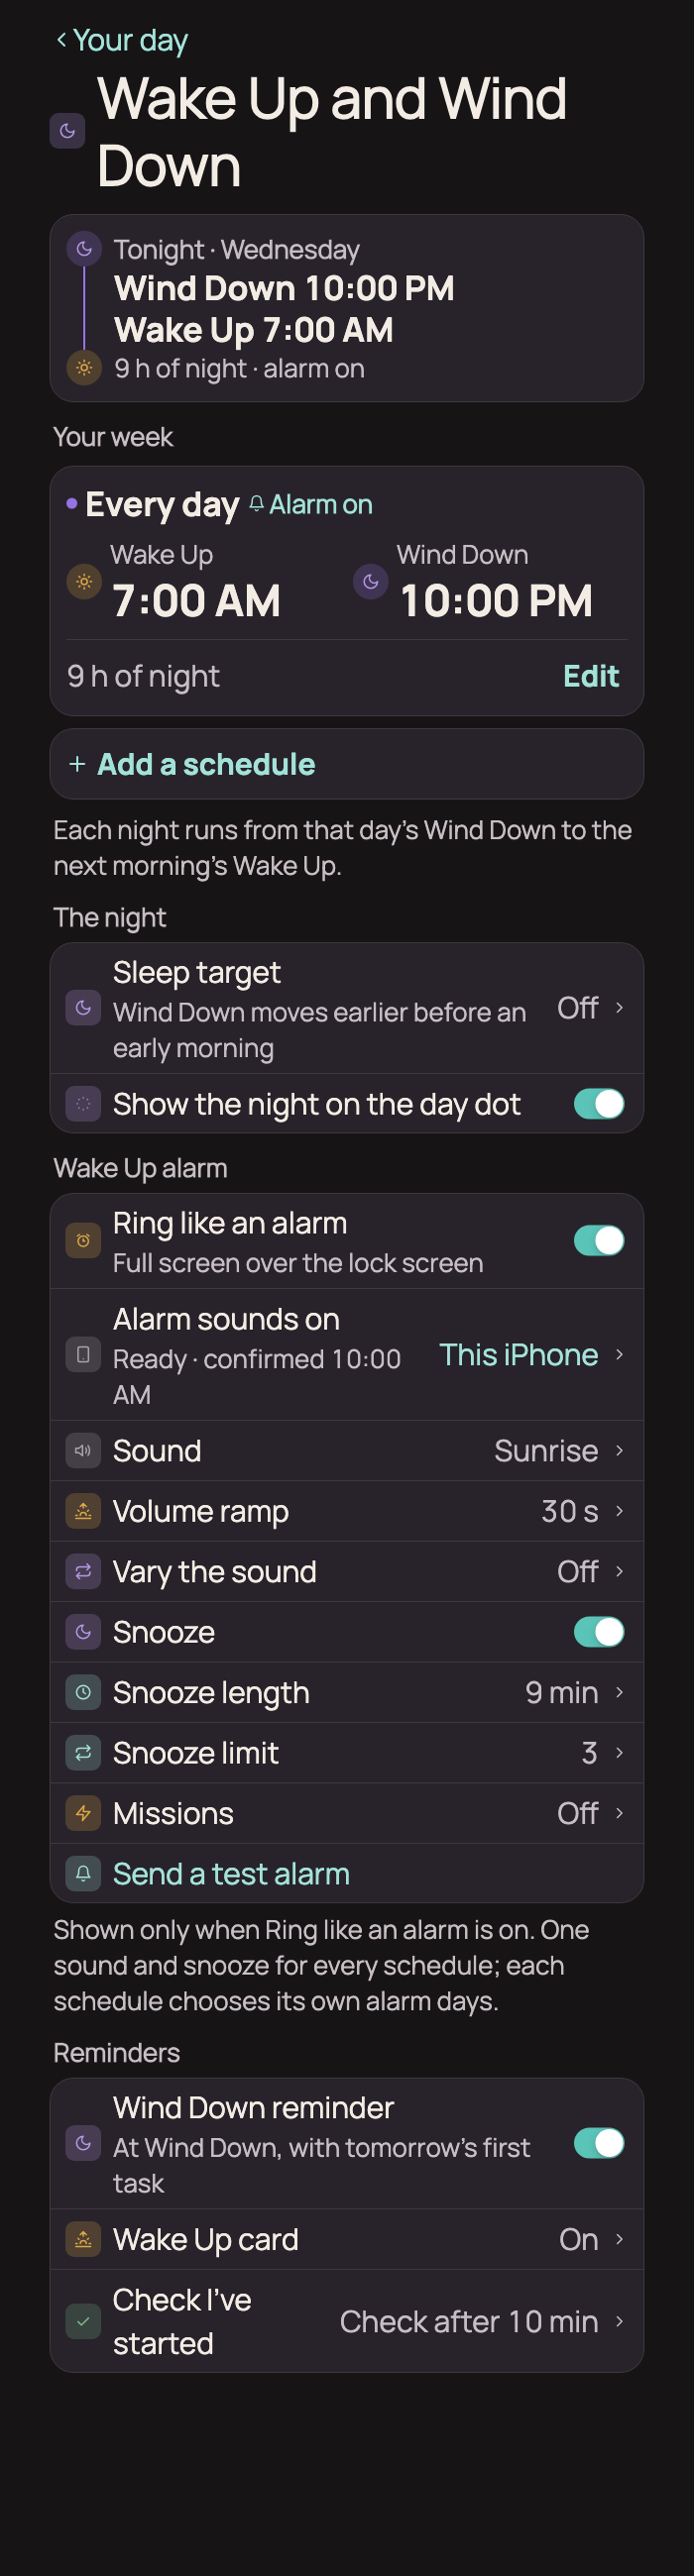 Your day
Wake Up and Wind
Down
Tonight · Wednesday
Wind Down 10:00 PM
Wake Up 7:00 AM
9 h of night · alarm on
Your week
Every day Alarm on
Wake Up Wind Down
7:00 AM 10:00 PM
9 h of night Edit
+ Add a schedule
Each night runs from that day's Wind Down to the
next morning's Wake Up.
The night
Sleep target
Wind Down moves earlier before an
early morning
Off
Show the night on the day dot
Wake Up alarm
Ring like an alarm
Full screen over the lock screen
Alarm sounds on
Ready · confirmed 10:00
AM
This iPhone
Sound Sunrise
Volume ramp 30 s
Vary the sound Off
Snooze
Snooze length 9 min
Snooze limit 3
Missions Off
Send a test alarm
Shown only when Ring like an alarm is on. One
sound and snooze for every schedule; each
schedule chooses its own alarm days.
Reminders
Wind Down reminder
At Wind Down, with tomorrow's first
task
Wake Up card On
Check I've
started
Check after 10 min